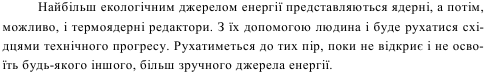 Найбільш екологічним джерелом енергії представляються ядерні, а потім,
можливо, і термоядерні редактори. З їх допомогою людина і буде рухатися схі-
дцями технічного прогресу. Рухатиметься до тих пір, поки не відкриє і не осво-
їть будь-якого іншого, більш зручного джерела енергії.